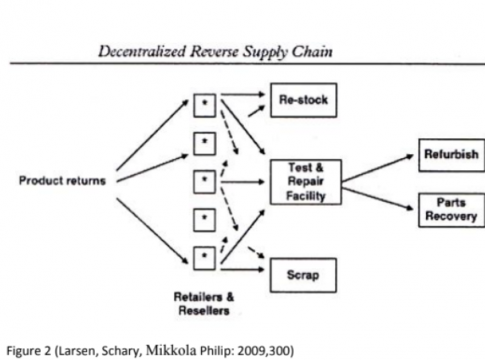 Decentralized Reverse Supply Chain
*
Re-stock
*
Refurbish
Product returns
*
Test &
Repair
Facility
Parts
Recovery
*
*
Scrap
Retailers &
Resellers
Figure 2 (Larsen, Schary, Mikkola Philip: 2009,300)